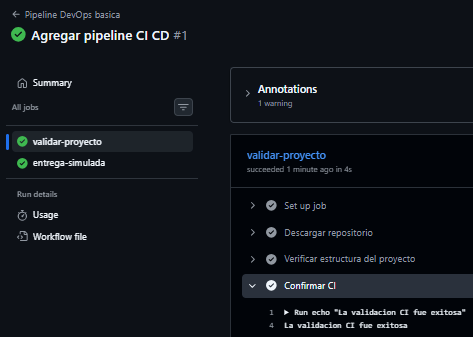 ← Pipeline DevOps basica
Agregar pipeline CI CD #1
Summary
All jobs
validar-proyecto
entrega-simulada
Run details
Usage
Workflow file
Annotations
1 warning
validar-proyecto
succeeded 1 minute ago in 4s
Set up job
Descargar repositorio
Verificar estructura del proyecto
Confirmar CI
1 ▶ Run echo "La validacion CI fue exitosa"
4 La validacion CI fue exitosa